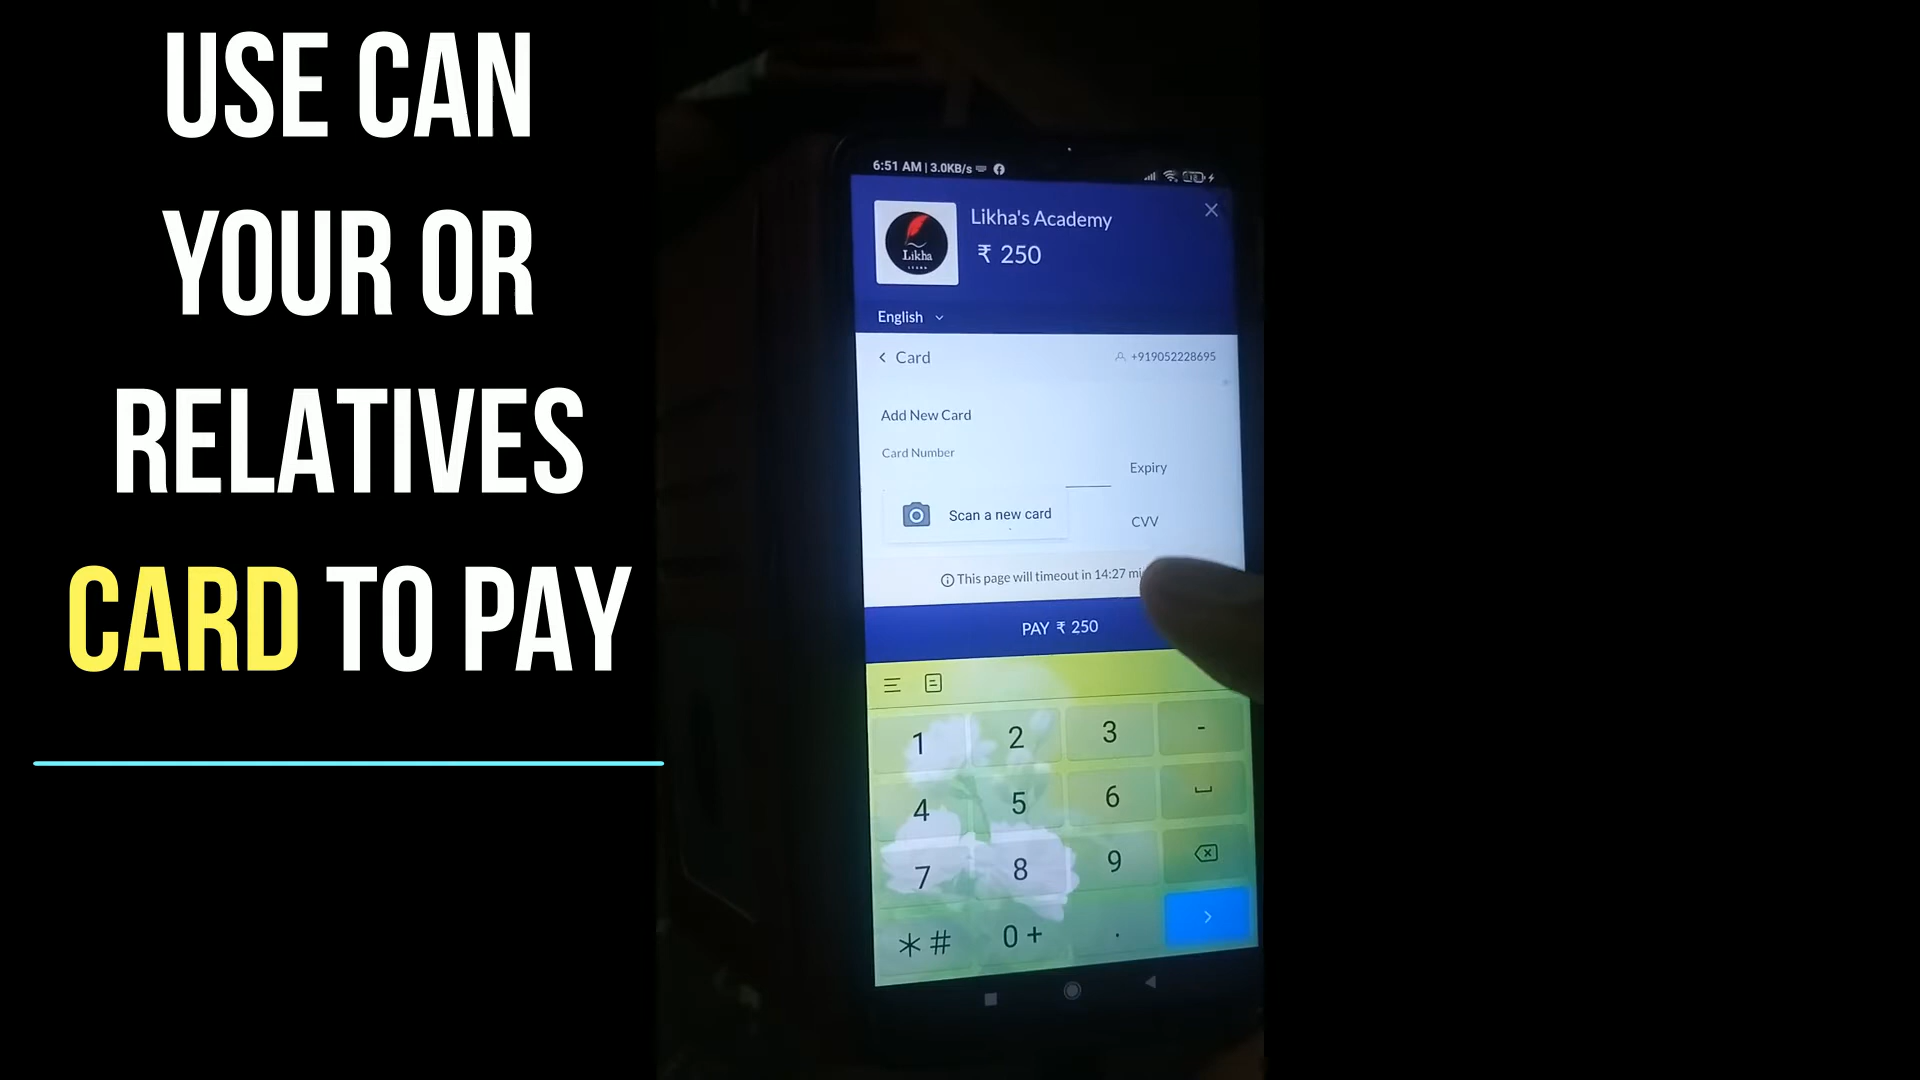 USE CAN
YOUR OR
RELATIVES
CARD TO PAY
6:51 AM | 3.0KB/s
Likha's Academy
₹ 250
Likha
English
Card
+919052228695
Add New Card
Card Number
Expiry
Scan a new card
CVV
This page will timeout in 14:27
PAY ₹ 250
1 2 3 -
4 5 6
7 8 9
* # 0 + .